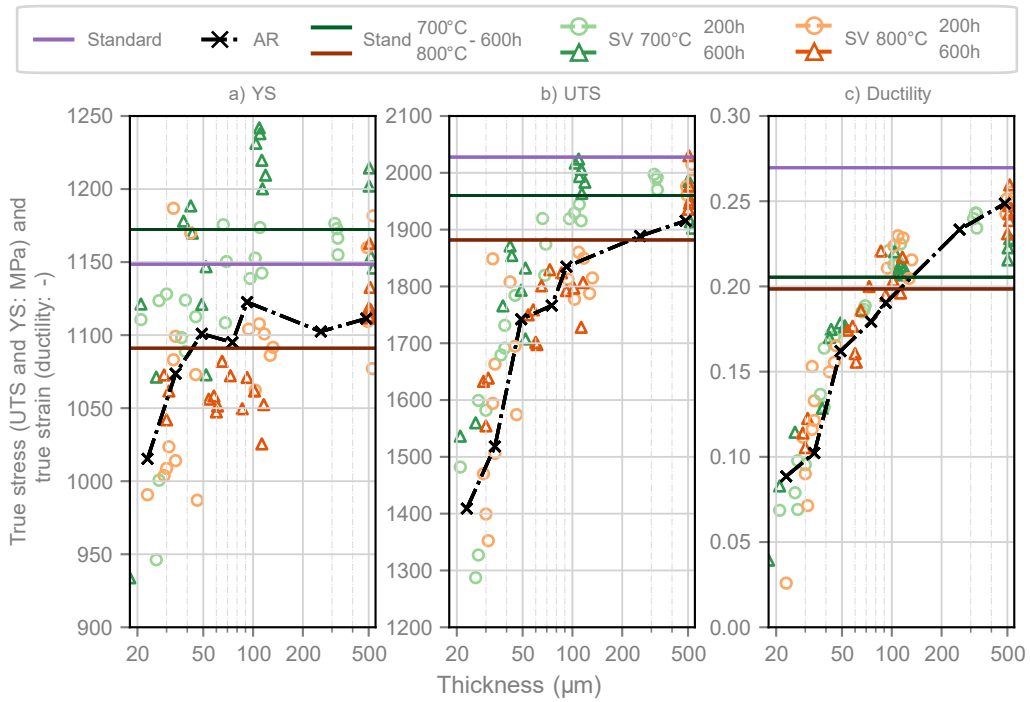 Standard
AR
Stand 700°C - 600h
800°C
SV 700°C 200h
600h
SV 800°C 200h
600h
a) YS
b) UTS
c) Ductility
True stress (UTS and YS: MPa) and
true strain (ductility: -)
1250
1200
1150
1100
1050
1000
950
900
20 50 100 200 500
2100
2000
1900
1800
1700
1600
1500
1400
1300
1200
20 50 100 200 500
0.30
0.25
0.20
0.15
0.10
0.05
0.00
20 50 100 200 500
Thickness (μm)